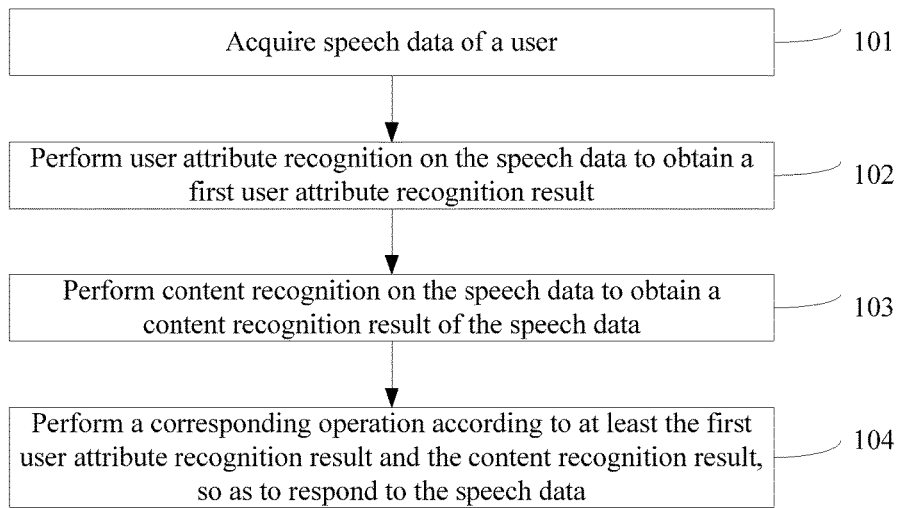 Acquire speech data of a user
101
Perform user attribute recognition on the speech data to obtain a
first user attribute recognition result
102
Perform content recognition on the speech data to obtain a
content recognition result of the speech data
103
Perform a corresponding operation according to at least the first
user attribute recognition result and the content recognition result,
so as to respond to the speech data
104